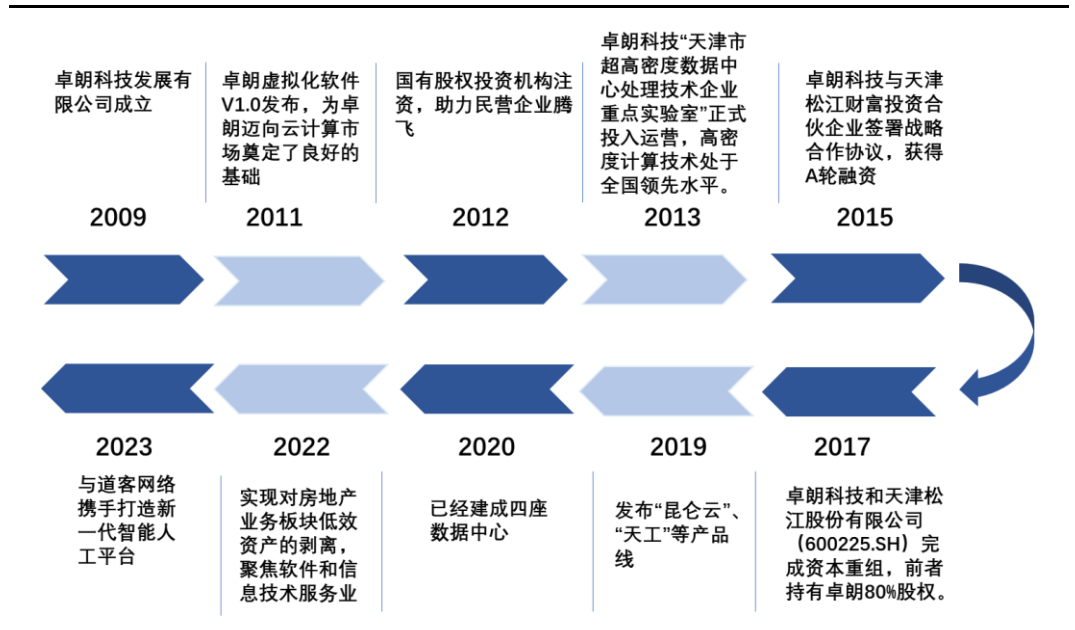 卓朗科技发展有
限公司成立
2009
卓朗虚拟化软件
V1.0发布，为卓
朗迈向云计算市
场奠定了良好的
基础
2011
国有股权投资机构注
资，助力民营企业腾
飞
2012
卓朗科技“天津市
超高密度数据中
心处理技术企业
重点实验室”正式
投入运营，高密
度计算技术处于
全国领先水平。
2013
卓朗科技与天津
松江财富投资合
伙企业签署战略
合作协议，获得
A轮融资
2015
2017
卓朗科技和天津松
江股份有限公司
（600225.SH）完
成资本重组，前者
持有卓朗80%股权。
2019
发布“昆仑云”、
“天工”等产品
线
2020
已经建成四座
数据中心
2022
实现对房地产
业务板块低效
资产的剥离，
聚焦软件和信
息技术服务业
2023
与道客网络
携手打造新
一代智能人
工平台